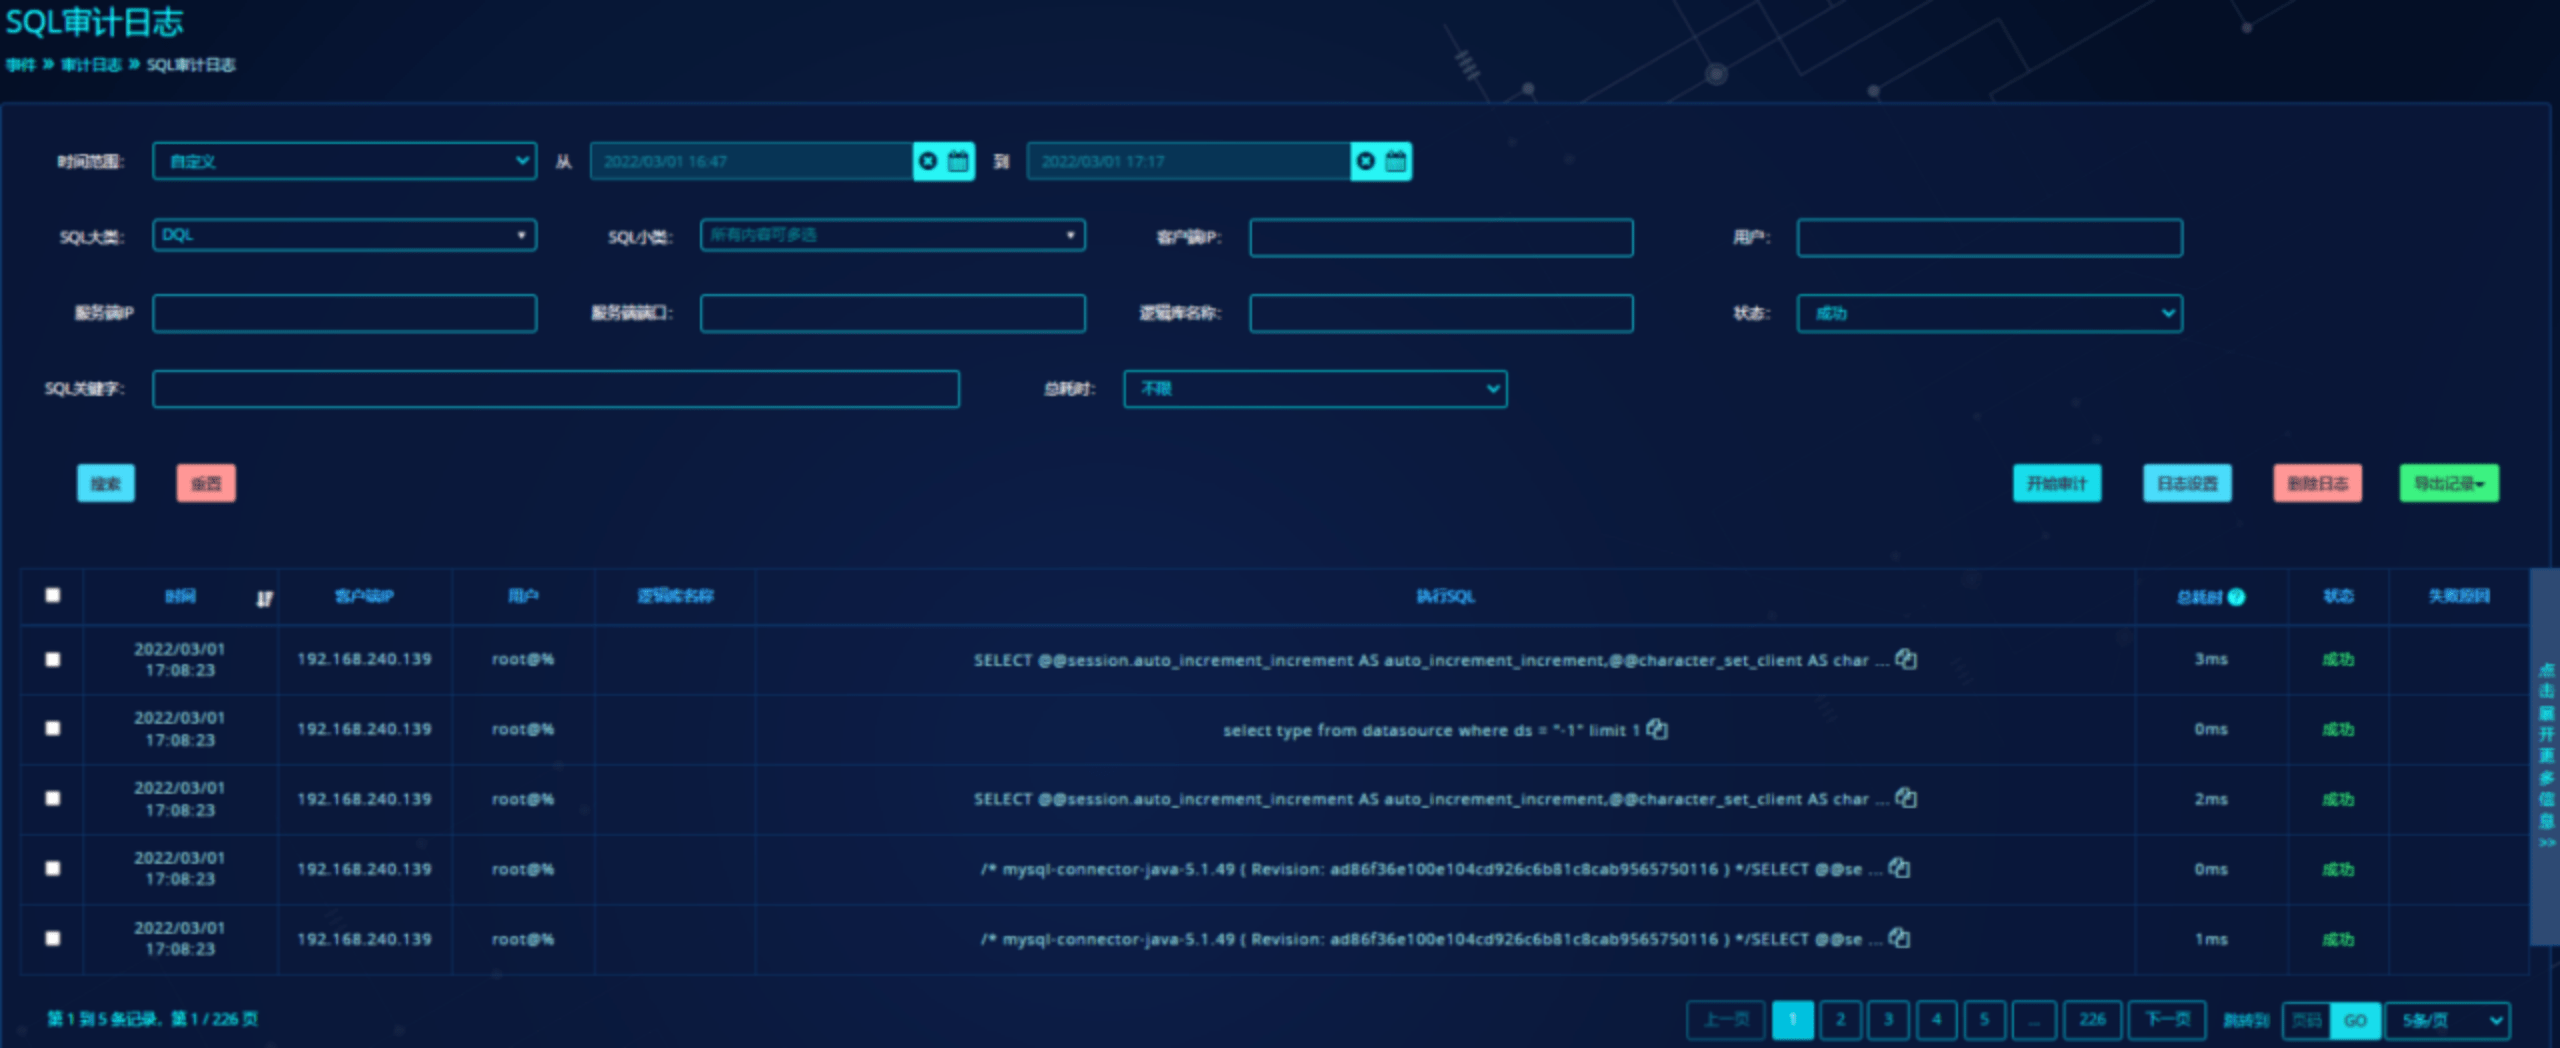 SQL审计日志
事件 » 审计日志 » SQL审计日志
时间范围: 自定义 从 2022/03/01 16:47 到 2022/03/01 17:17
SQL大类: DQL SQL小类: 所有内容可多选 客户端IP: 用户:
服务端IP 服务端端口: 逻辑库名称: 状态: 成功
SQL关键字: 总耗时: 不限
搜索 重置 开始审计 日志设置 删除日志 导出记录
时间 客户端IP 用户 逻辑库名称 执行SQL 总耗时 ? 状态 失败原因
2022/03/01 17:08:23 192.168.240.139 root@% SELECT @@session.auto_increment_increment AS auto_increment_increment,@@character_set_client AS char ... 3ms 成功
2022/03/01 17:08:23 192.168.240.139 root@% select type from datasource where ds = "-1" limit 1 0ms 成功
2022/03/01 17:08:23 192.168.240.139 root@% SELECT @@session.auto_increment_increment AS auto_increment_increment,@@character_set_client AS char ... 2ms 成功
2022/03/01 17:08:23 192.168.240.139 root@% /* mysql-connector-java-5.1.49 ( Revision: ad86f36e100e104cd926c6b81c8cab9565750116 ) */SELECT @@se ... 0ms 成功
2022/03/01 17:08:23 192.168.240.139 root@% /* mysql-connector-java-5.1.49 ( Revision: ad86f36e100e104cd926c6b81c8cab9565750116 ) */SELECT @@se ... 1ms 成功
点击展开更多信息 >>
第 1 到 5 条记录，第 1 / 226 页 上一页 1 2 3 4 5 ... 226 下一页 跳转到 页码 GO 5条/页